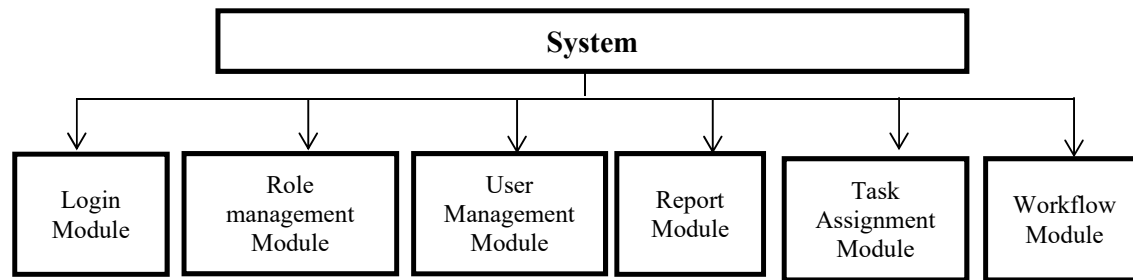 System
Login
Module
Role
management
Module
User
Management
Module
Report
Module
Task
Assignment
Module
Workflow
Module